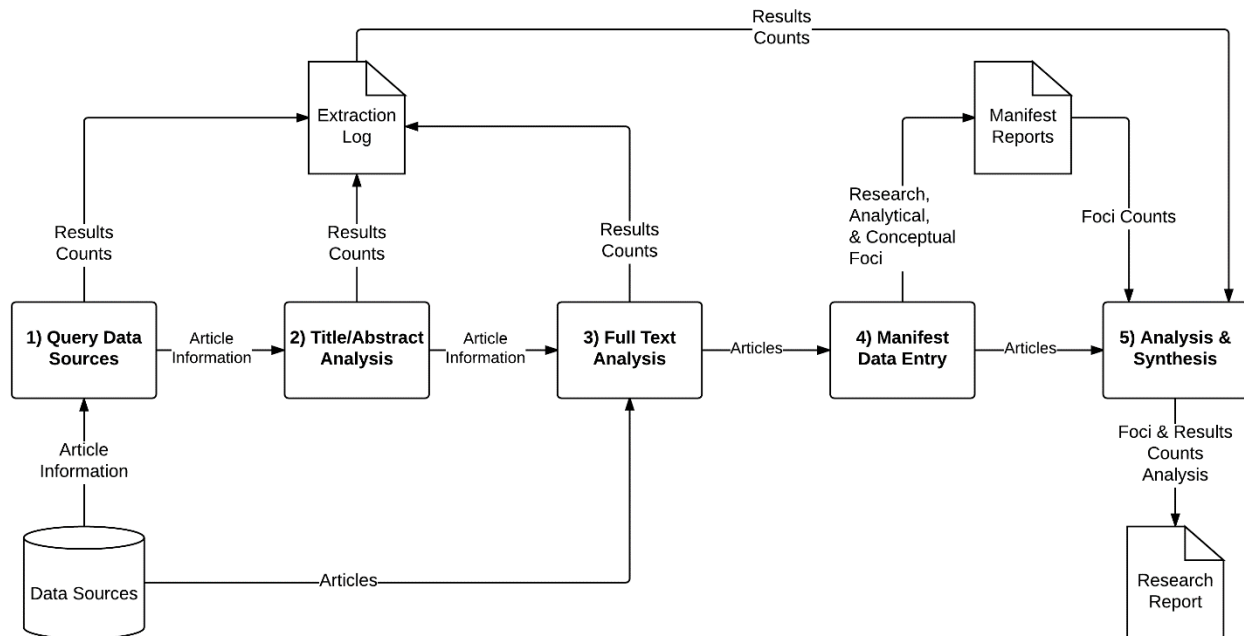 Results
Counts
Extraction
Log
Manifest
Reports
Research,
Analytical,
& Conceptual
Foci
Foci Counts
Results
Counts
Results
Counts
Results
Counts
1) Query Data
Sources
Article
Information
2) Title/Abstract
Analysis
Article
Information
3) Full Text
Analysis
Articles
4) Manifest
Data Entry
Articles
5) Analysis &
Synthesis
Article
Information
Foci & Results
Counts
Analysis
Data Sources
Articles
Research
Report